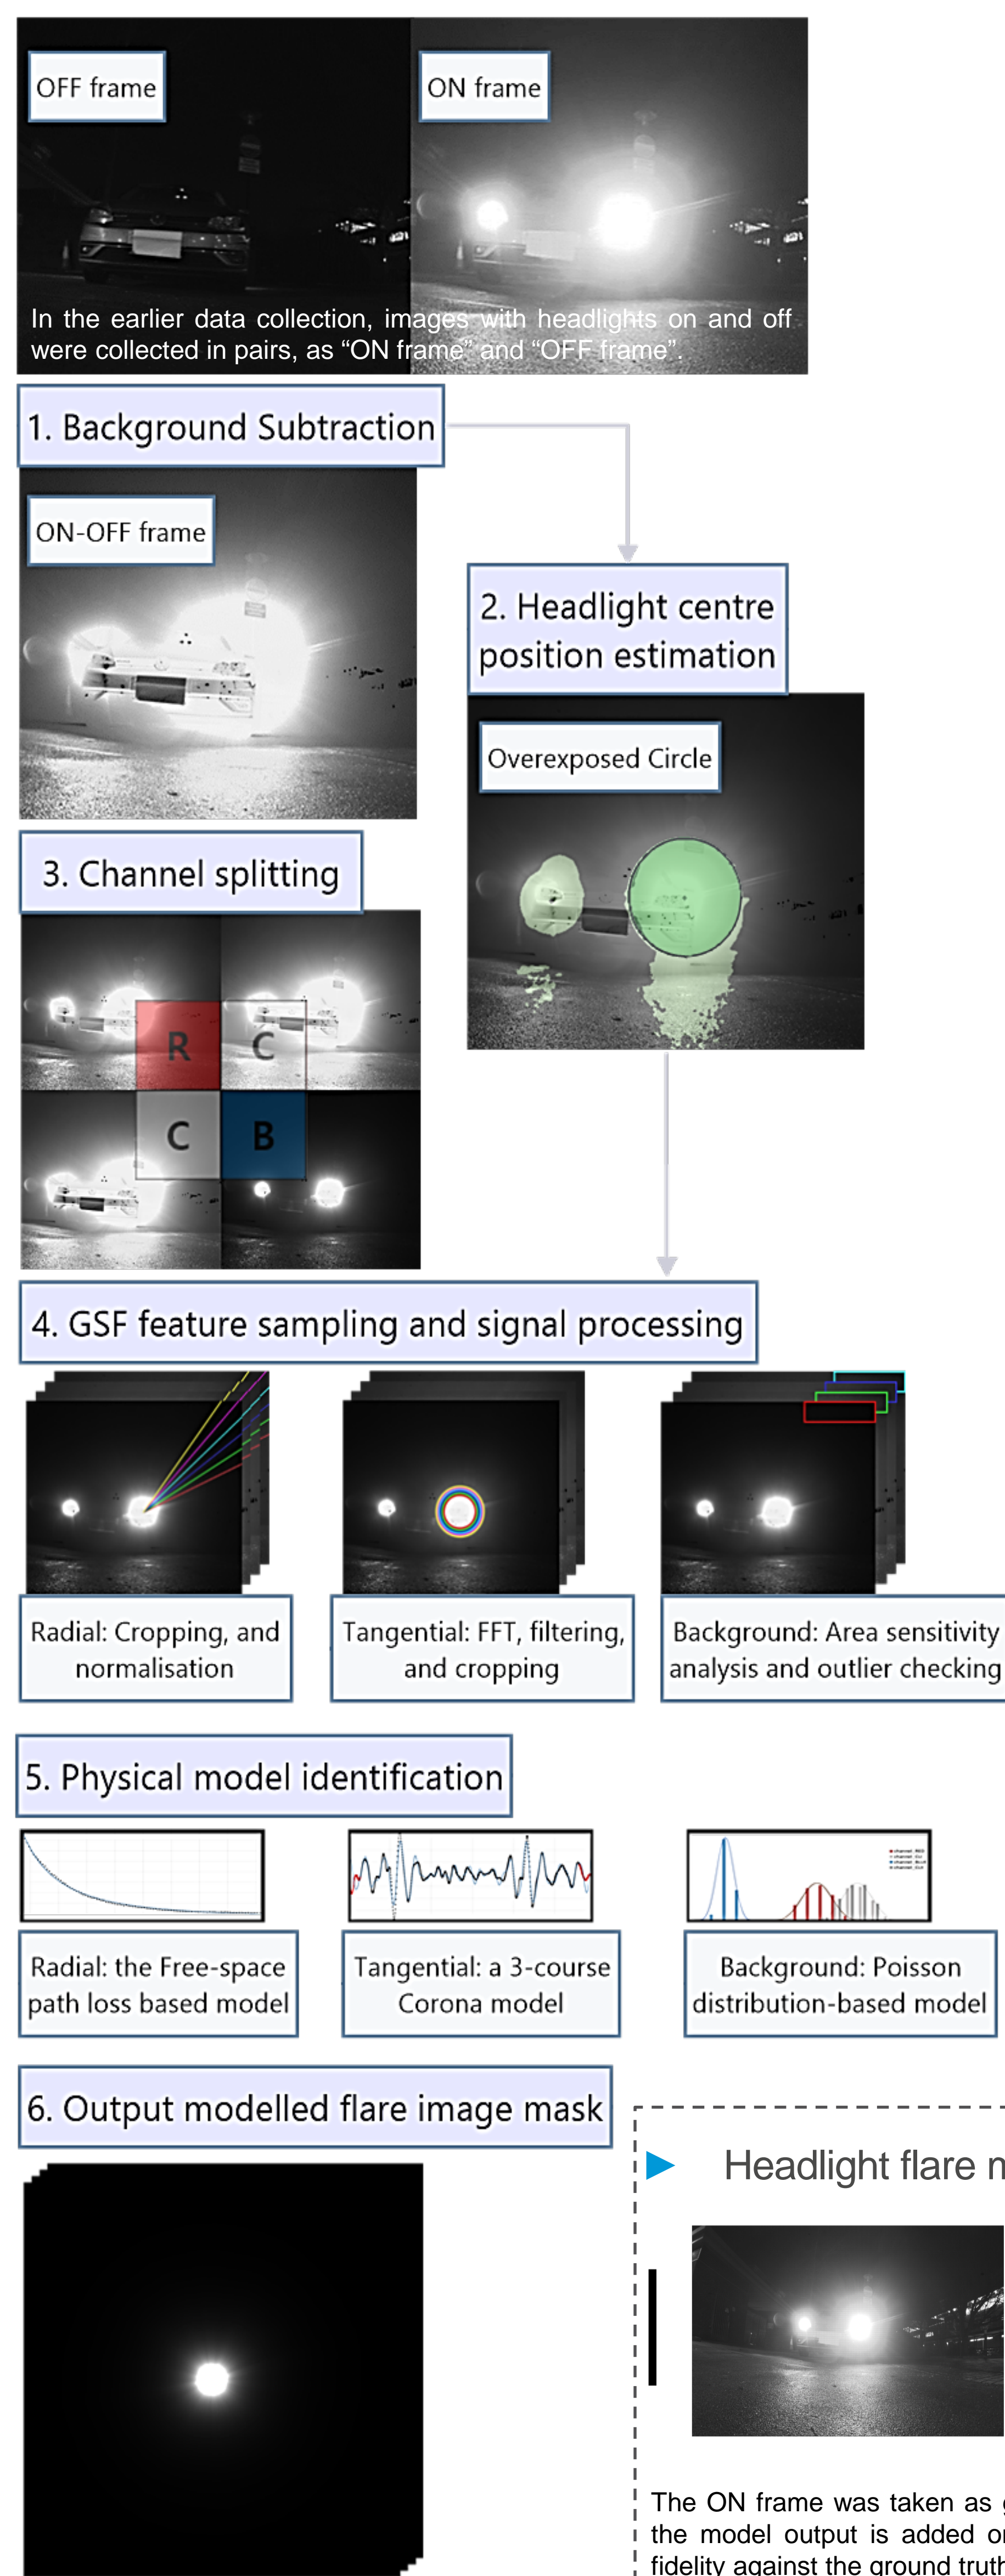 OFF frame
ON frame
In the earlier data collection, images with headlights on and off
were collected in pairs, as “ON frame” and “OFF frame”.
1. Background Subtraction
ON-OFF frame
2. Headlight centre
position estimation
Overexposed Circle
3. Channel splitting
R
C
C
B
4. GSF feature sampling and signal processing
Radial: Cropping, and
normalisation
Tangential: FFT, filtering,
and cropping
Background: Area sensitivity
analysis and outlier checking
5. Physical model identification
Radial: the Free-space
path loss based model
Tangential: a 3-course
Corona model
Background: Poisson
distribution-based model
6. Output modelled flare image mask
Headlight flare
The ON frame was taken as
the model output is added
fidelity against the ground truth